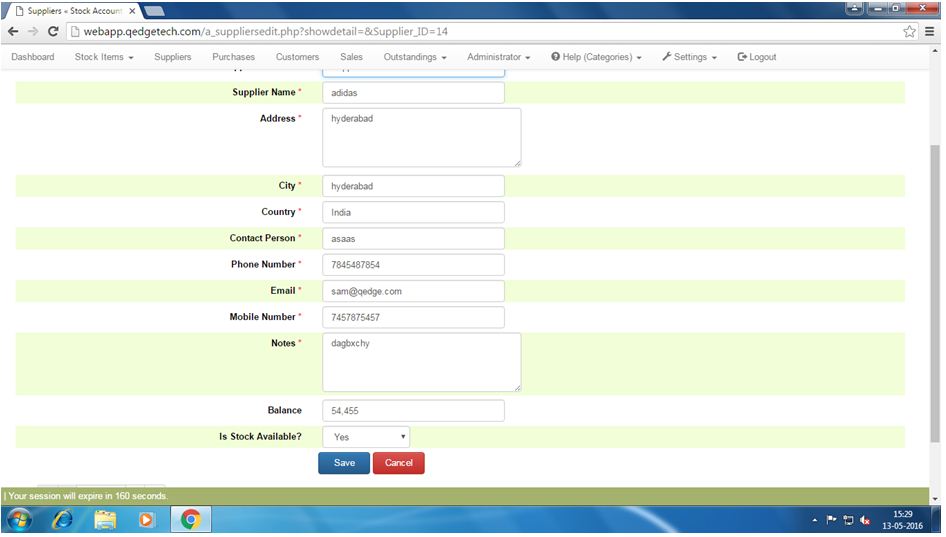 Suppliers « Stock Account
webapp.qedgetech.com/a_suppliersedit.php?showdetail=&Supplier_ID=14
Dashboard Stock Items Suppliers Purchases Customers Sales Outstandings Administrator Help (Categories) Settings Logout
Supplier Name * adidas
Address * hyderabad
City * hyderabad
Country * India
Contact Person * asaas
Phone Number * 7845487854
Email * sam@qedge.com
Mobile Number * 7457875457
Notes * dagbxchy
Balance 54,455
Is Stock Available? Yes
Save Cancel
| Your session will expire in 160 seconds.
15:29
13-05-2016